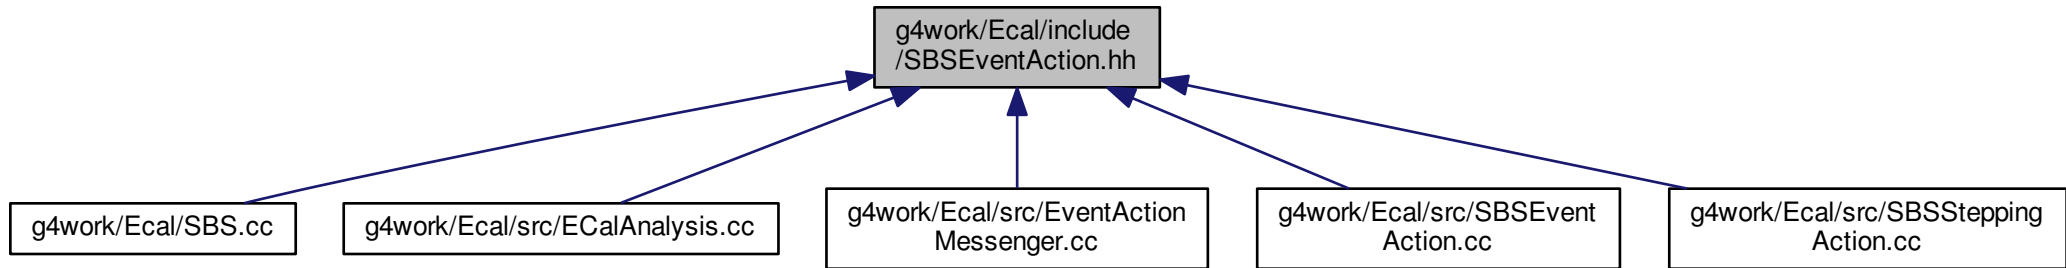 g4work/Ecal/include
/SBSEventAction.hh
g4work/Ecal/SBS.cc
g4work/Ecal/src/ECalAnalysis.cc
g4work/Ecal/src/EventAction
Messenger.cc
g4work/Ecal/src/SBSEvent
Action.cc
g4work/Ecal/src/SBSStepping
Action.cc